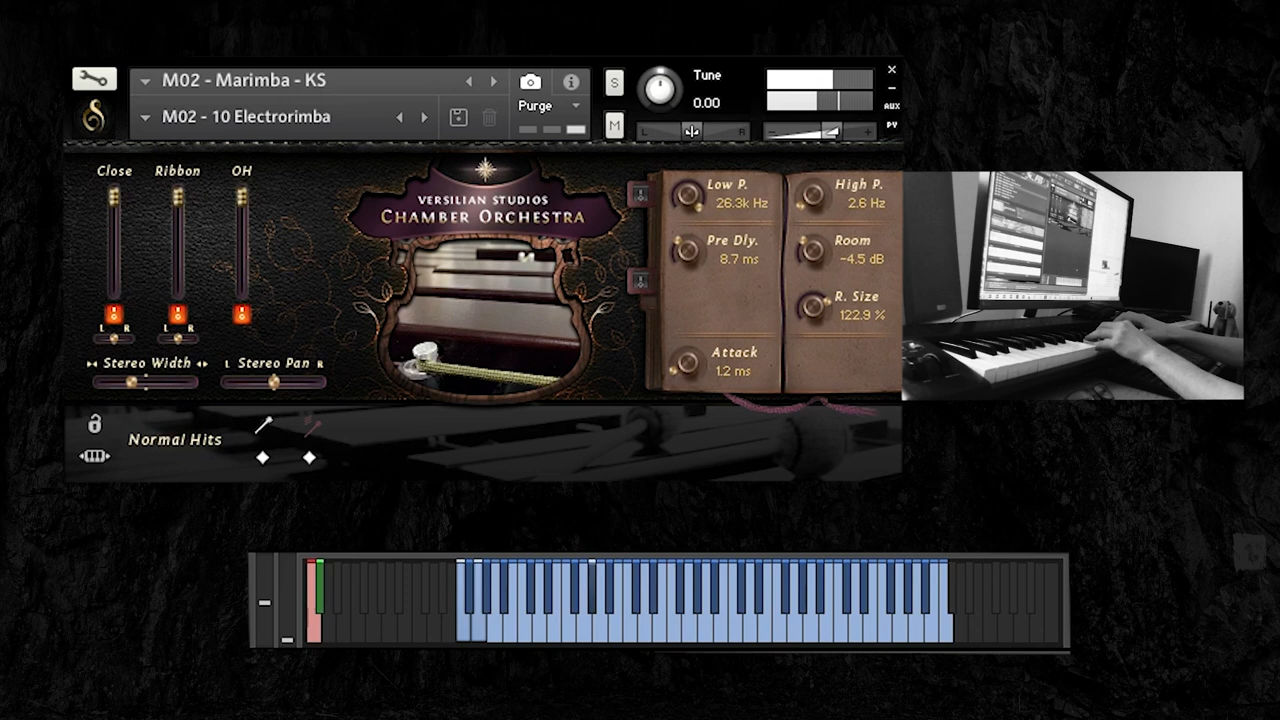 M02 - Marimba - KS
M02 - 10 Electrorimba
Purge
S
M
Tune
0.00
L R
AUX
PV
Close Ribbon OH
L R L R
Stereo Width
L Stereo Pan R
VERSILIAN STUDIOS
CHAMBER ORCHESTRA
Low P.
26.3k Hz
Pre Dly.
8.7 ms
Attack
1.2 ms
High P.
2.6 Hz
Room
-4.5 dB
R. Size
122.9 %
Normal Hits